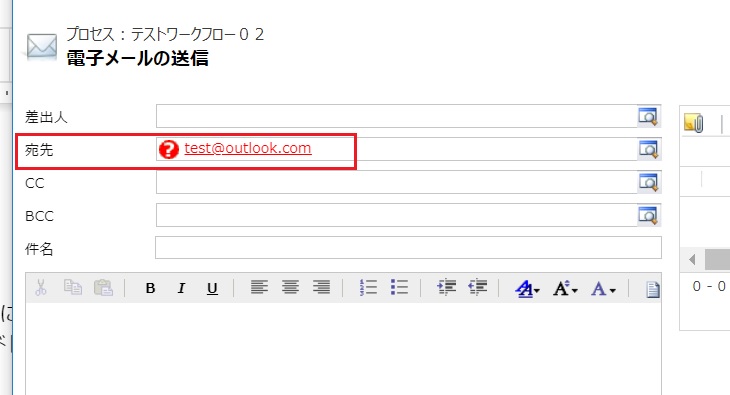 プロセス：テストワークフロー０２
電子メールの送信
差出人
宛先 test@outlook.com
CC
BCC
件名
B I U A A A
0 - 0
に